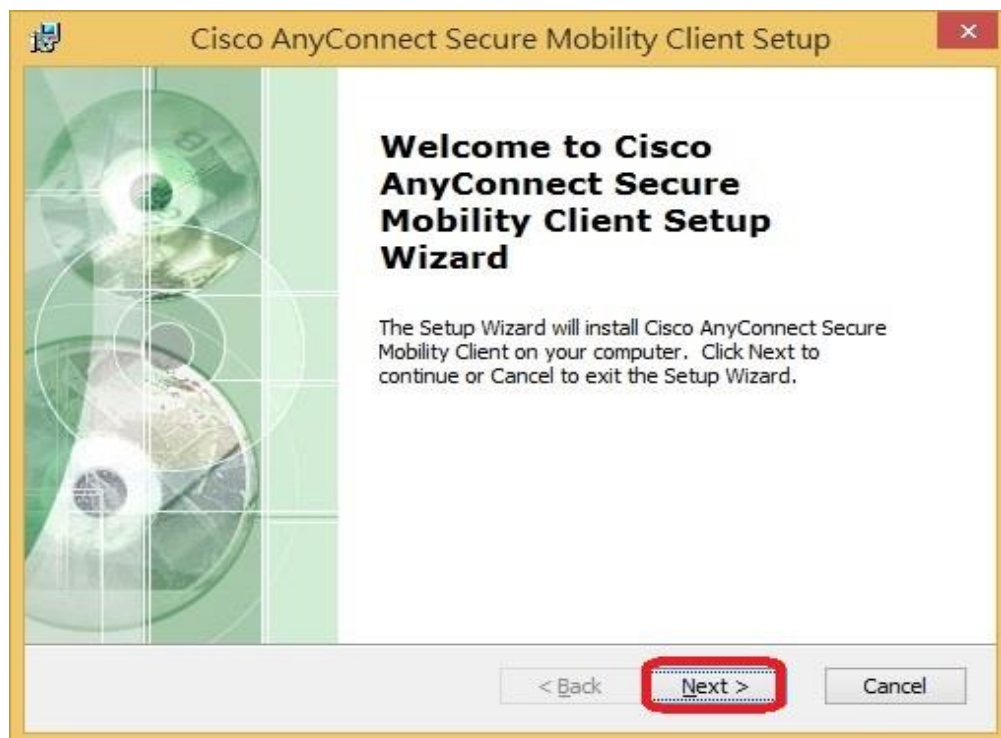 Cisco AnyConnect Secure Mobility Client Setup
Welcome to Cisco
AnyConnect Secure
Mobility Client Setup
Wizard
The Setup Wizard will install Cisco AnyConnect Secure
Mobility Client on your computer.  Click Next to
continue or Cancel to exit the Setup Wizard.
< Back
Next >
Cancel